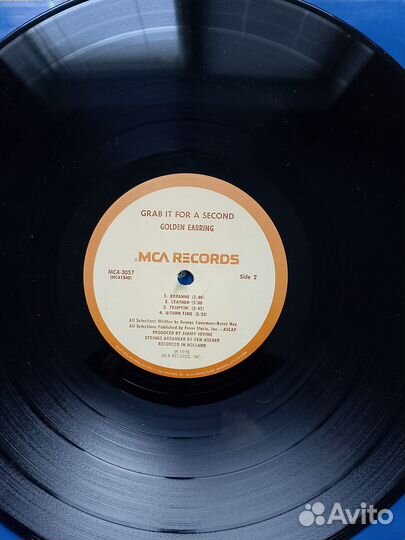 GRAB IT FOR A SECOND
GOLDEN EARRING
MCA RECORDS
MCA-3057
(MCA1540)
Side 2
1. ROXANNE (3:40)
2. LEATHER (5:00)
3. TEMPTIN' (3:42)
4. U-TURN TIME (3:25)
All Selections Written by George Kooymans-Barry Hay
All Selections Published by Fever Music, Inc. - ASCAP
PRODUCED BY JIMMY IOVINE
STRINGS ARRANGED BY KEN ASCHER
RECORDED IN HOLLAND
℗ 1978
MCA RECORDS, INC.
Avito